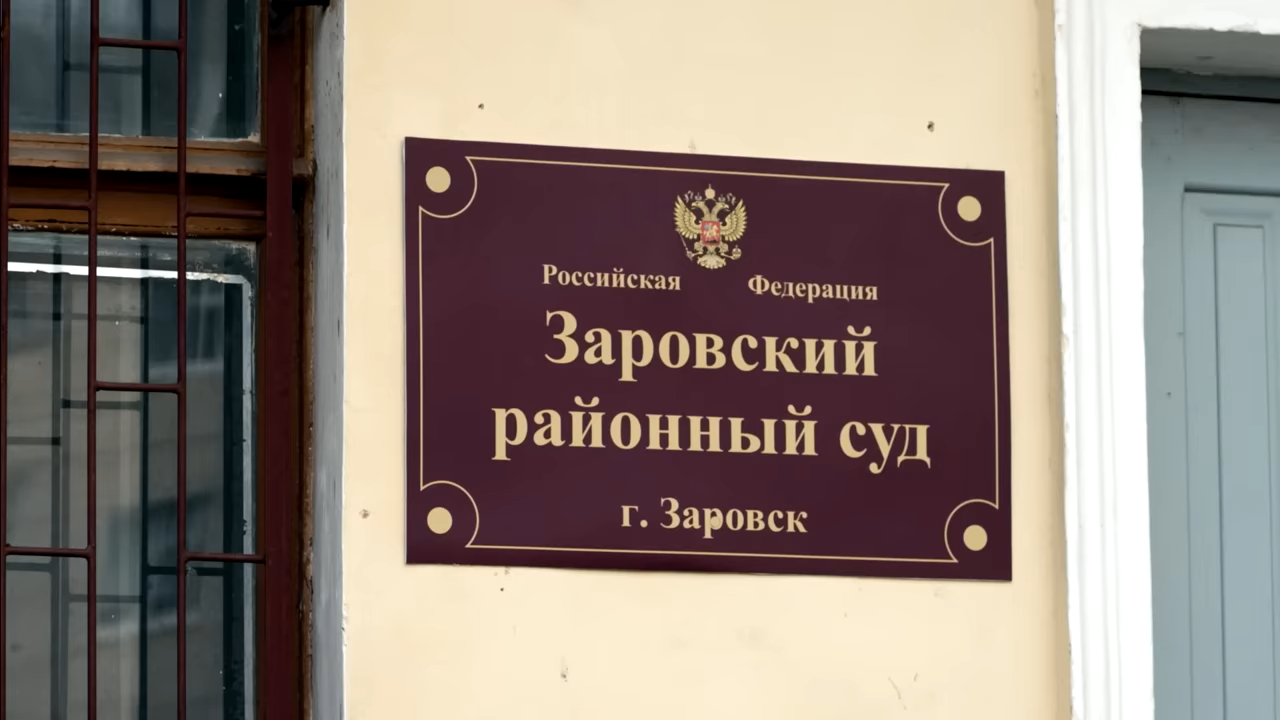 Российская Федерация
Заровский
районный суд
г. Заровск